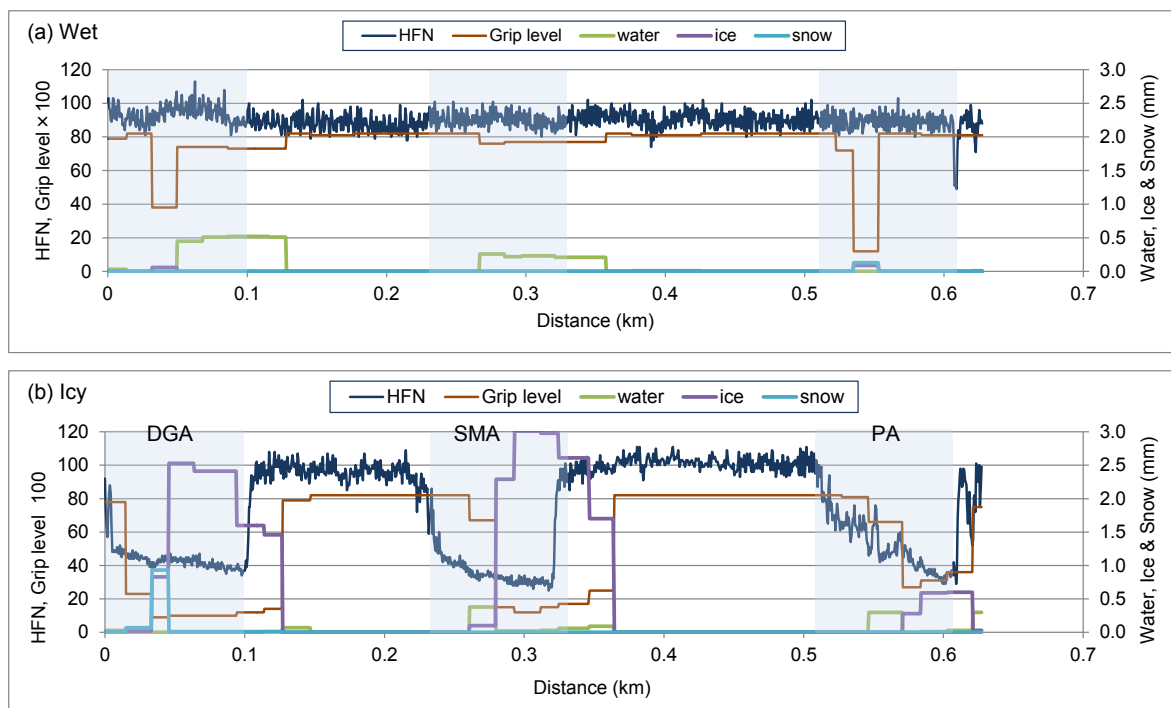 (a) Wet
HFN Grip level water ice snow
120 3.0
100 2.5
80 2.0
60 1.5
40 1.0
20 0.5
0 0.0
0 0.1 0.2 0.3 0.4 0.5 0.6 0.7
HFN, Grip level × 100
Water, Ice & Snow (mm)
Distance (km)
(b) Icy
HFN Grip level water ice snow
DGA SMA PA
120 3.0
100 2.5
80 2.0
60 1.5
40 1.0
20 0.5
0 0.0
0 0.1 0.2 0.3 0.4 0.5 0.6 0.7
HFN, Grip level 100
Water, Ice & Snow (mm)
Distance (km)